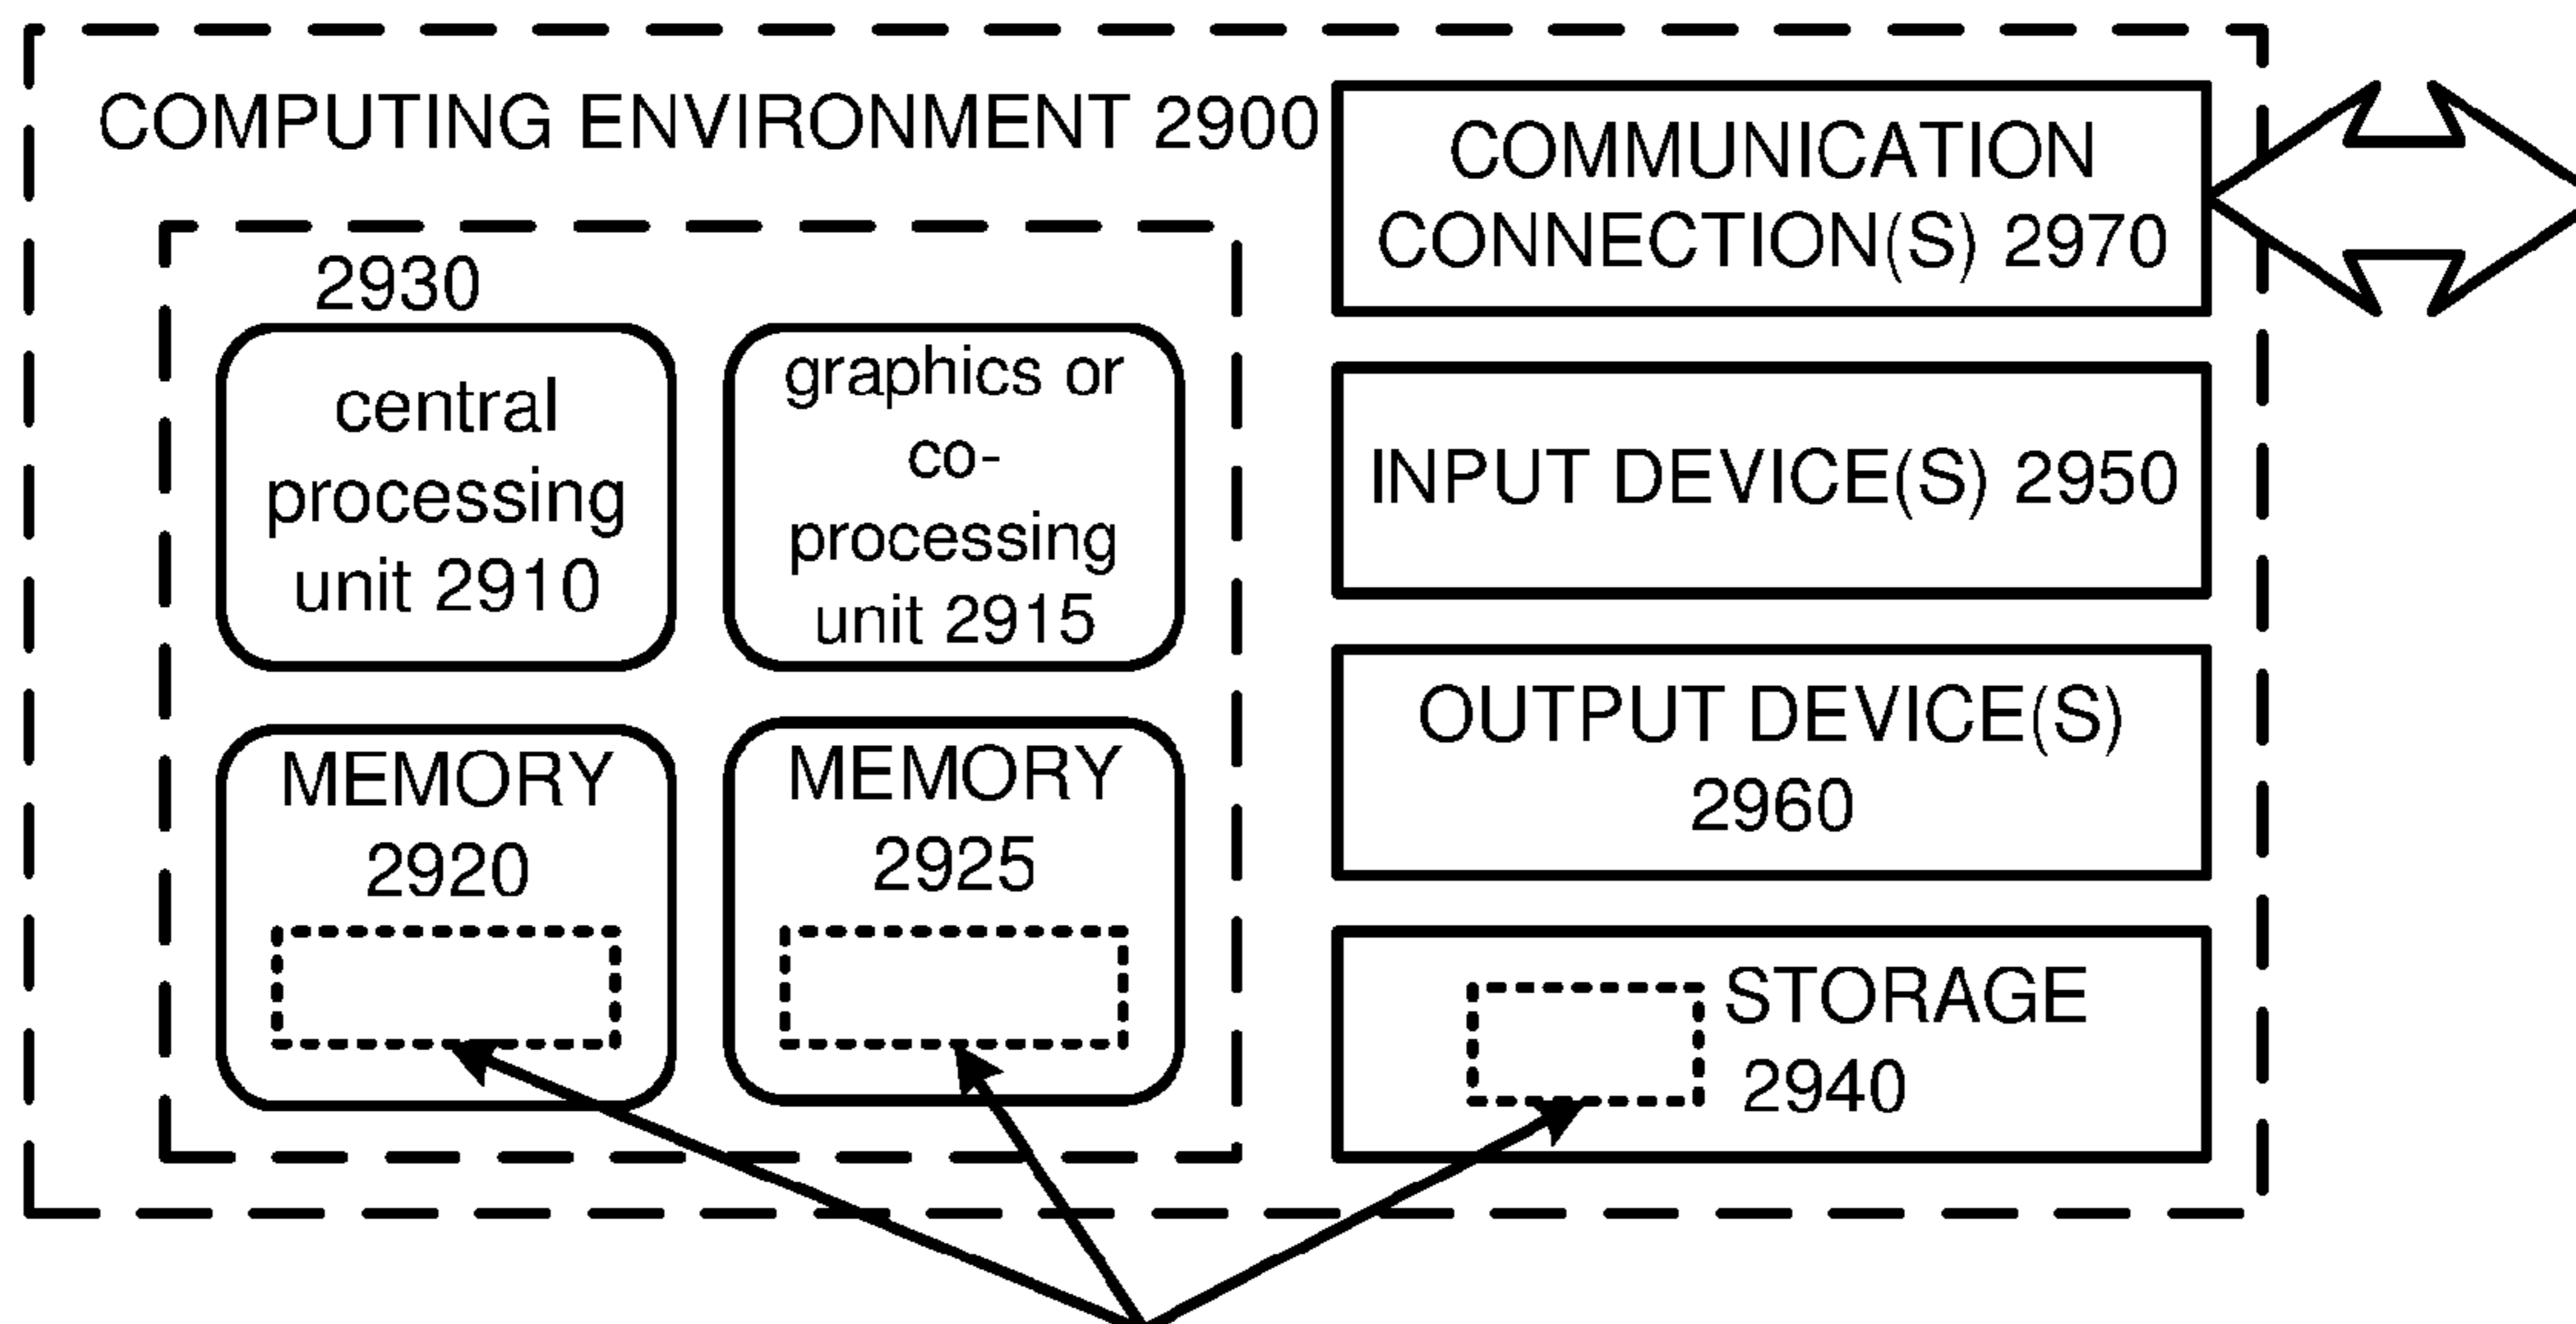 COMPUTING ENVIRONMENT 2900
2930
central
processing
unit 2910
graphics or
co-
processing
unit 2915
MEMORY
2920
MEMORY
2925
COMMUNICATION
CONNECTION(S) 2970
INPUT DEVICE(S) 2950
OUTPUT DEVICE(S)
2960
STORAGE
2940